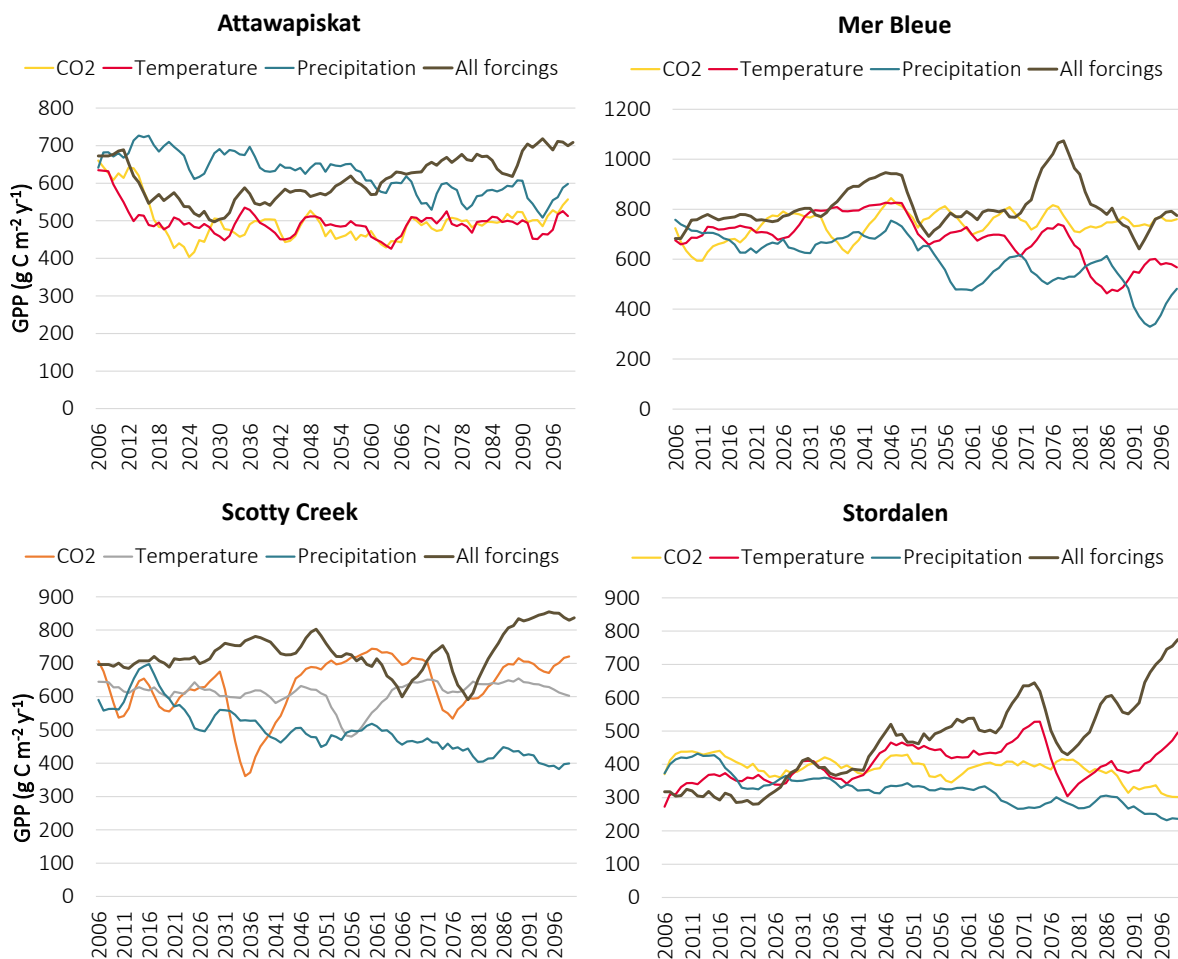 Attawapiskat
CO2 Temperature Precipitation All forcings
GPP (g C m-2 y-1)
800
700
600
500
400
300
200
100
0
2006 2012 2018 2024 2030 2036 2042 2048 2054 2060 2066 2072 2078 2084 2090 2096
Mer Bleue
CO2 Temperature Precipitation All forcings
1200
1000
800
600
400
200
0
2006 2011 2016 2021 2026 2031 2036 2041 2046 2051 2056 2061 2066 2071 2076 2081 2086 2091 2096
Scotty Creek
CO2 Temperature Precipitation All forcings
GPP (g C m-2 y-1)
900
800
700
600
500
400
300
200
100
0
2006 2011 2016 2021 2026 2031 2036 2041 2046 2051 2056 2061 2066 2071 2076 2081 2086 2091 2096
Stordalen
CO2 Temperature Precipitation All forcings
900
800
700
600
500
400
300
200
100
0
2006 2011 2016 2021 2026 2031 2036 2041 2046 2051 2056 2061 2066 2071 2076 2081 2086 2091 2096